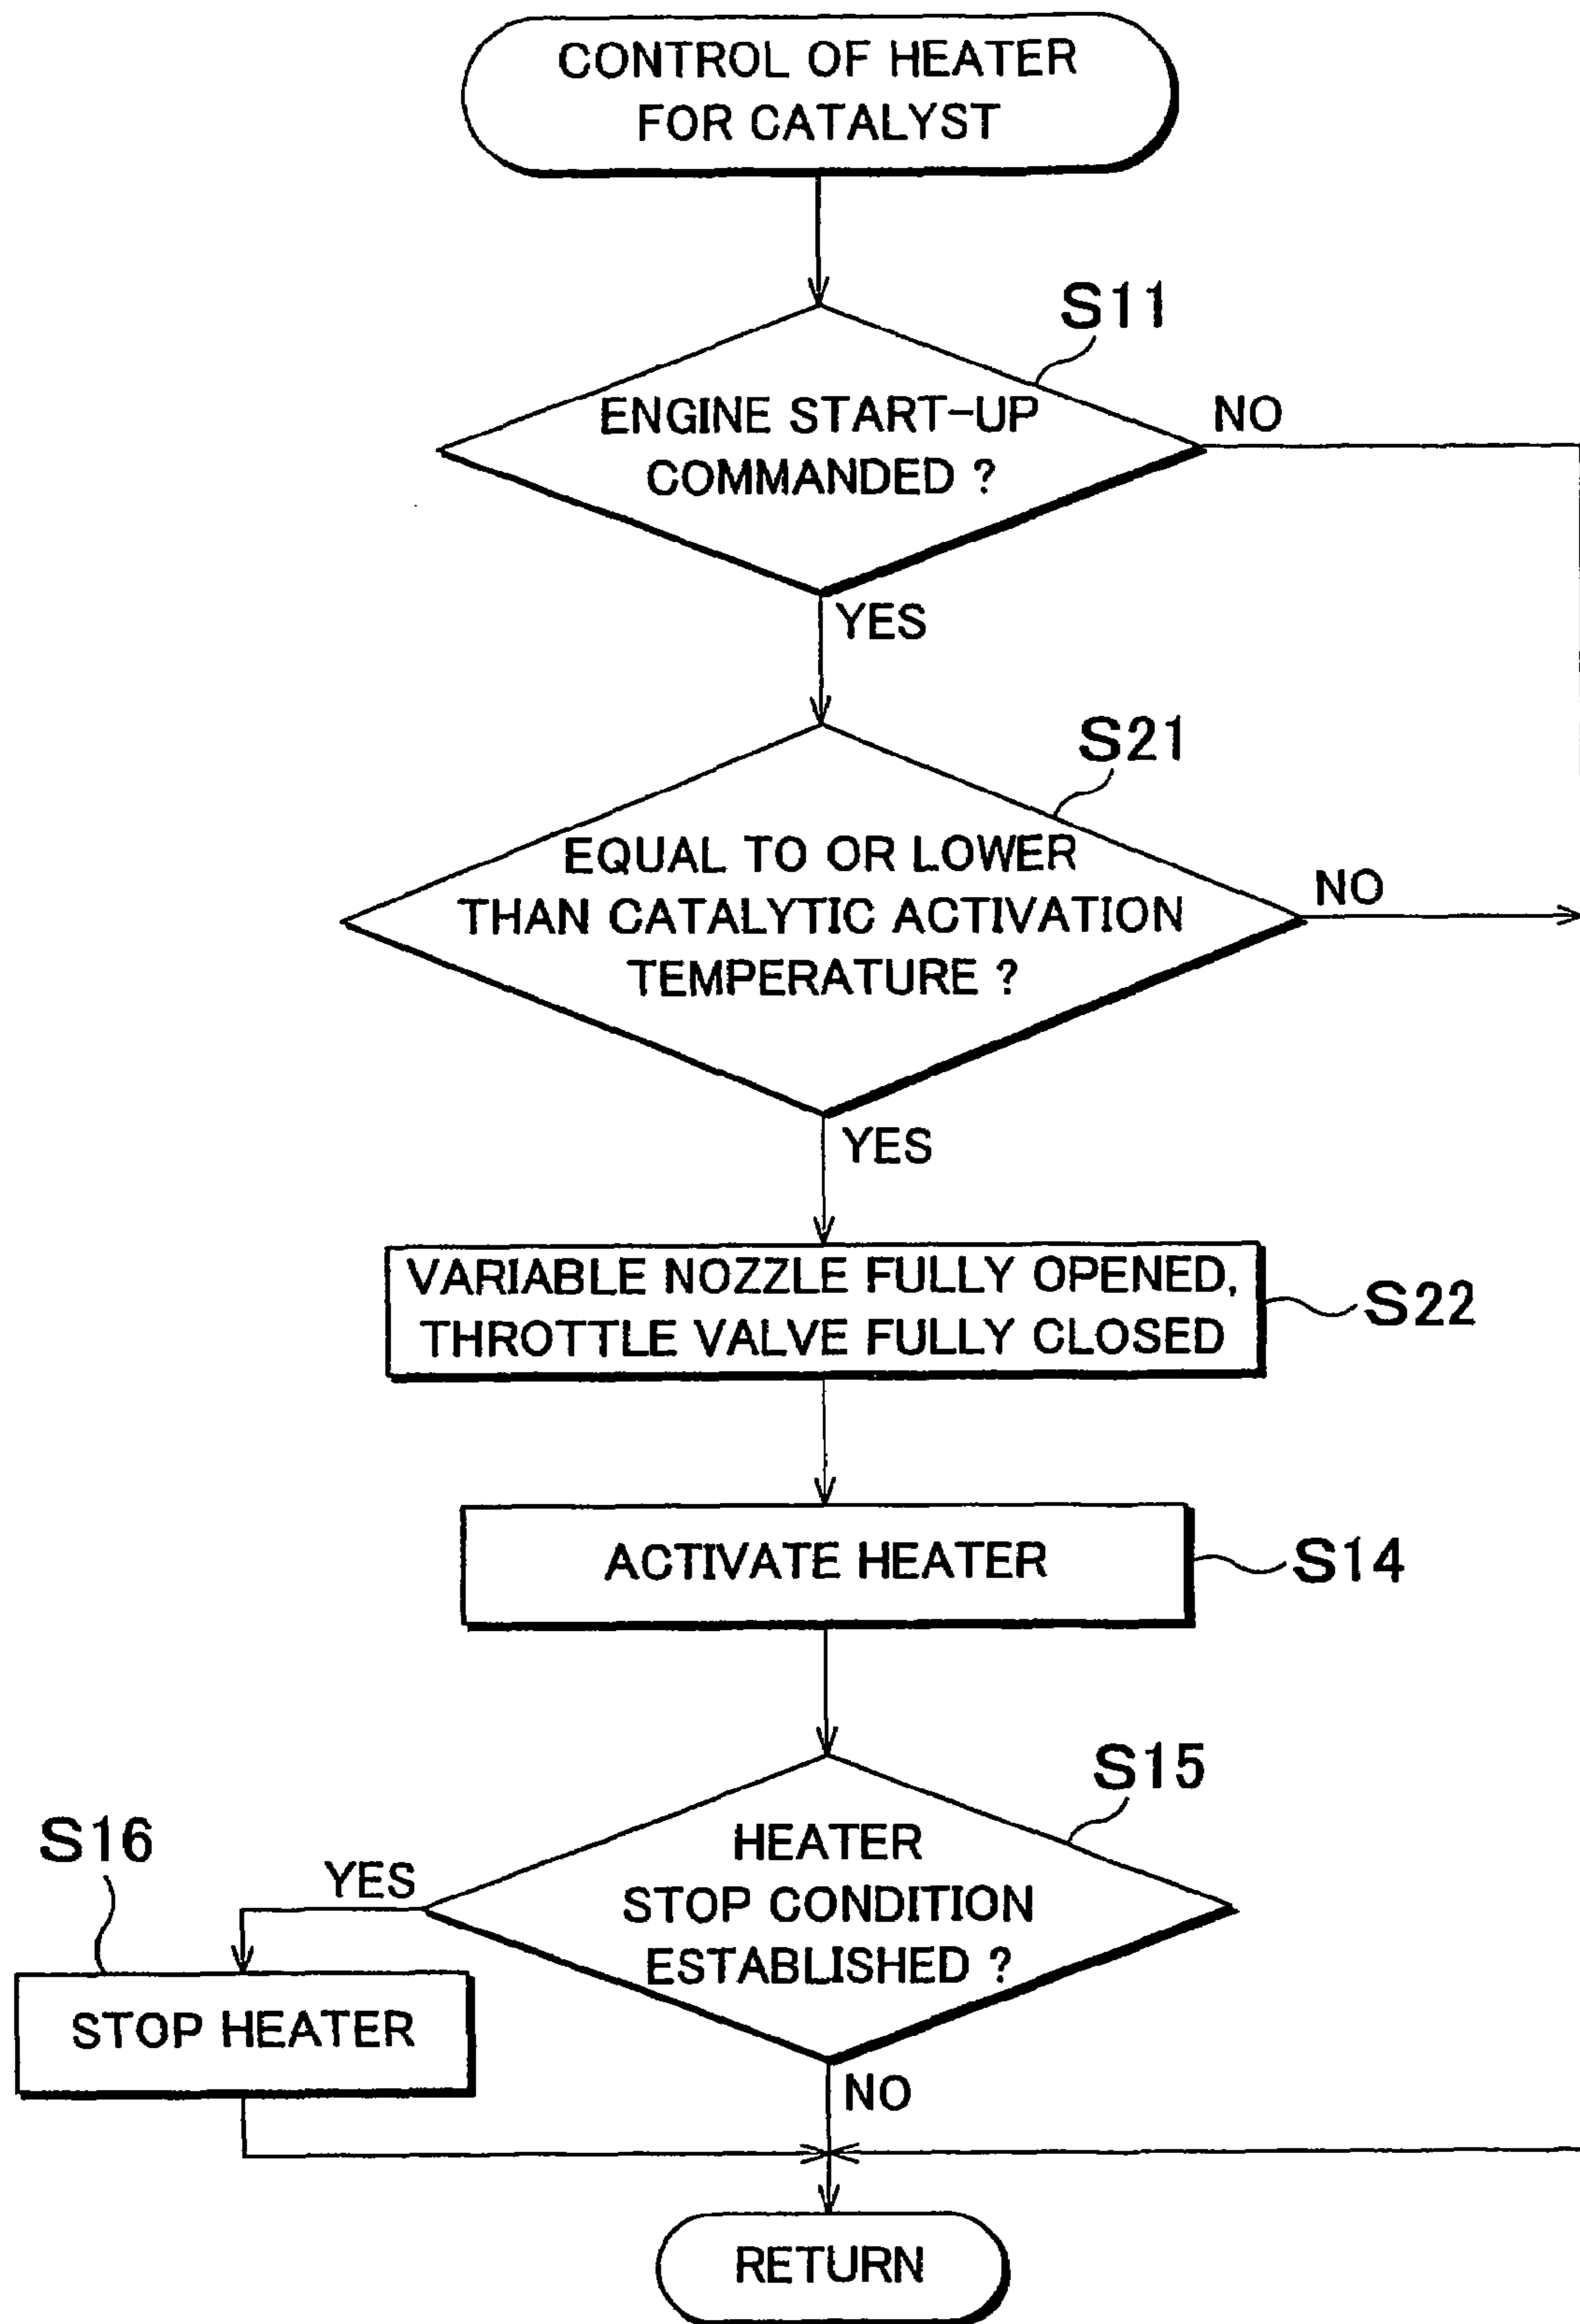 CONTROL OF HEATER
FOR CATALYST
S11
ENGINE START-UP
COMMANDED ?
NO
YES
S21
EQUAL TO OR LOWER
THAN CATALYTIC ACTIVATION
TEMPERATURE ?
NO
YES
VARIABLE NOZZLE FULLY OPENED,
THROTTLE VALVE FULLY CLOSED
S22
ACTIVATE HEATER
S14
S15
HEATER
STOP CONDITION
ESTABLISHED ?
S16
YES
STOP HEATER
NO
RETURN